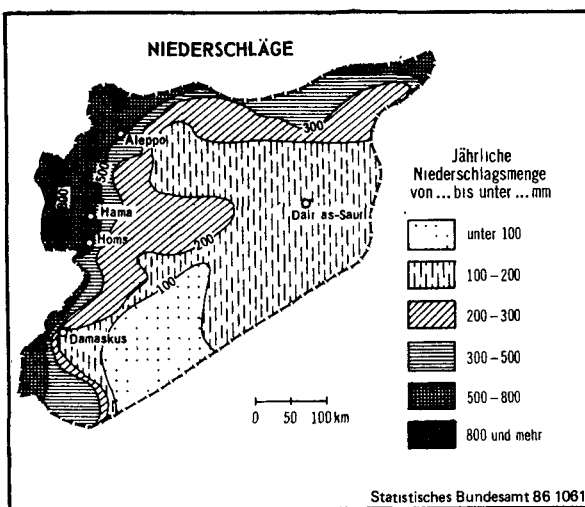 NIEDERSCHLÄGE
300
Aleppo
500
800
Hama
Dair as-Saur
Homs
200
100
Damaskus
0 50 100 km
Jährliche
Niederschlagsmenge
von ... bis unter ... mm
unter 100
100-200
200-300
300-500
500-800
800 und mehr
Statistisches Bundesamt 86 1061